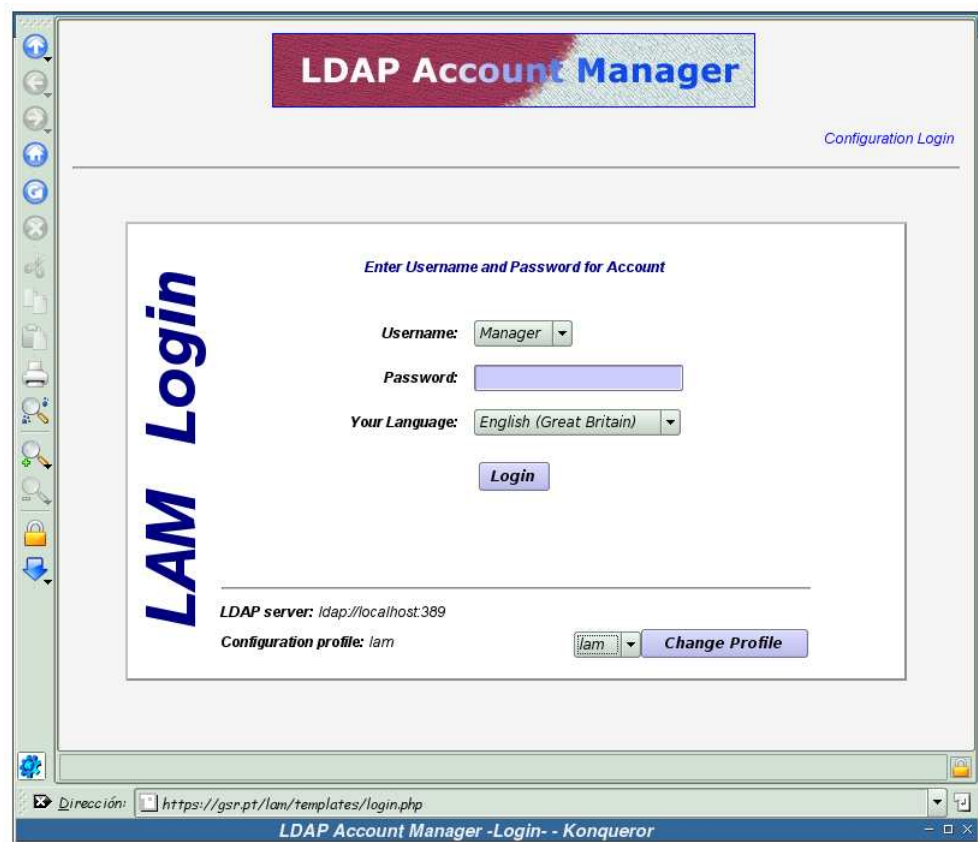 LDAP Account Manager
Configuration Login
LAM Login
Enter Username and Password for Account
Username: Manager
Password:
Your Language: English (Great Britain)
Login
LDAP server: ldap://localhost:389
Configuration profile: lam
lam Change Profile
Dirección: https://gsr.pt/lam/templates/login.php
LDAP Account Manager -Login- - Konqueror